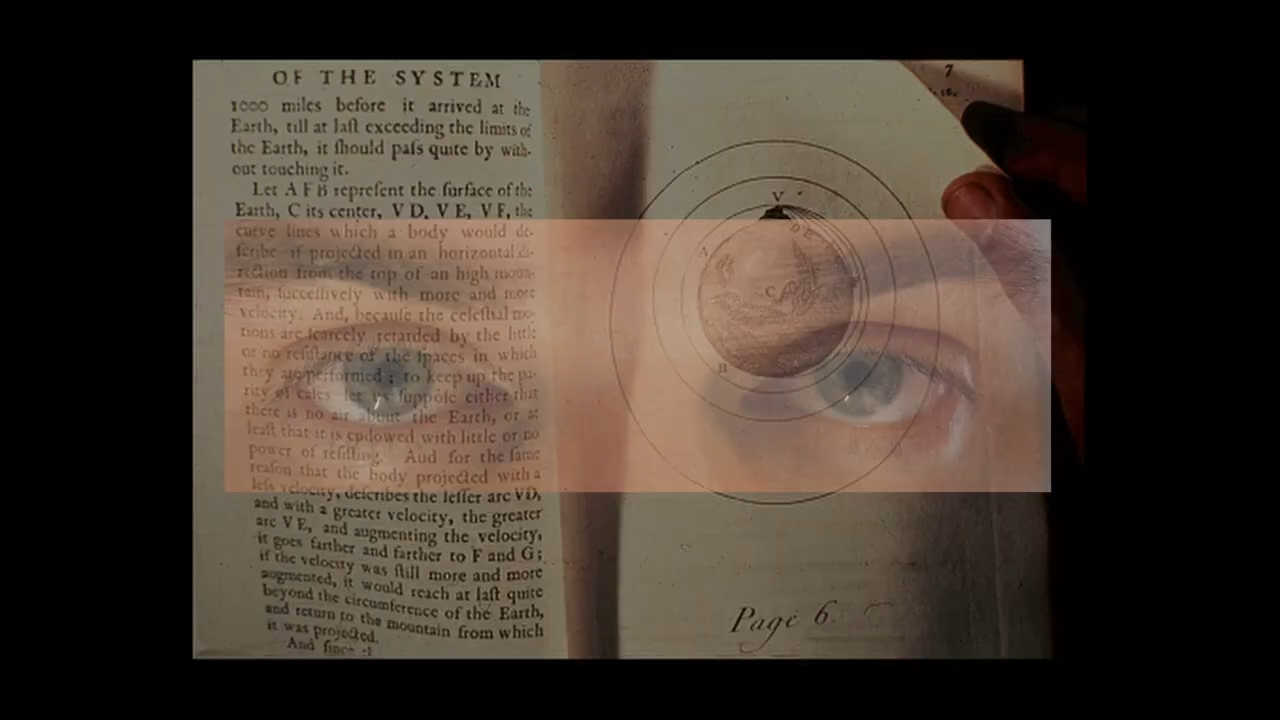 OF THE SYSTEM
1000 miles before it arrived at the
Earth, till at laſt exceeding the limits of
the Earth, it ſhould paſs quite by with-
out touching it.
Let A F B repreſent the ſurface of the
Earth, C its center, V D, V E, V F, the
curve lines which a body would de-
ſcribe if projected in an horizontal di-
rection from the top of an high moun-
tain, ſucceſſively with more and more
velocity. And, becauſe the celeſtial mo-
tions are ſcarcely retarded by the little
or no reſiſtance of the ſpaces in which
they are performed; to keep up the pa-
rity of caſes let us ſuppoſe either that
there is no air about the Earth, or at
leaſt that it is endowed with little or no
power of reſiſting. And for the ſame
reaſon that the body projected with a
leſs velocity, deſcribes the leſſer arc VD,
and with a greater velocity, the greater
arc V E, and augmenting the velocity,
it goes farther and farther to F and G;
if the velocity was ſtill more and more
augmented, it would reach at laſt quite
beyond the circumference of the Earth,
and return to the mountain from which
it was projected.
And ſince
7
V
D E
A
F
C
B
Page 6